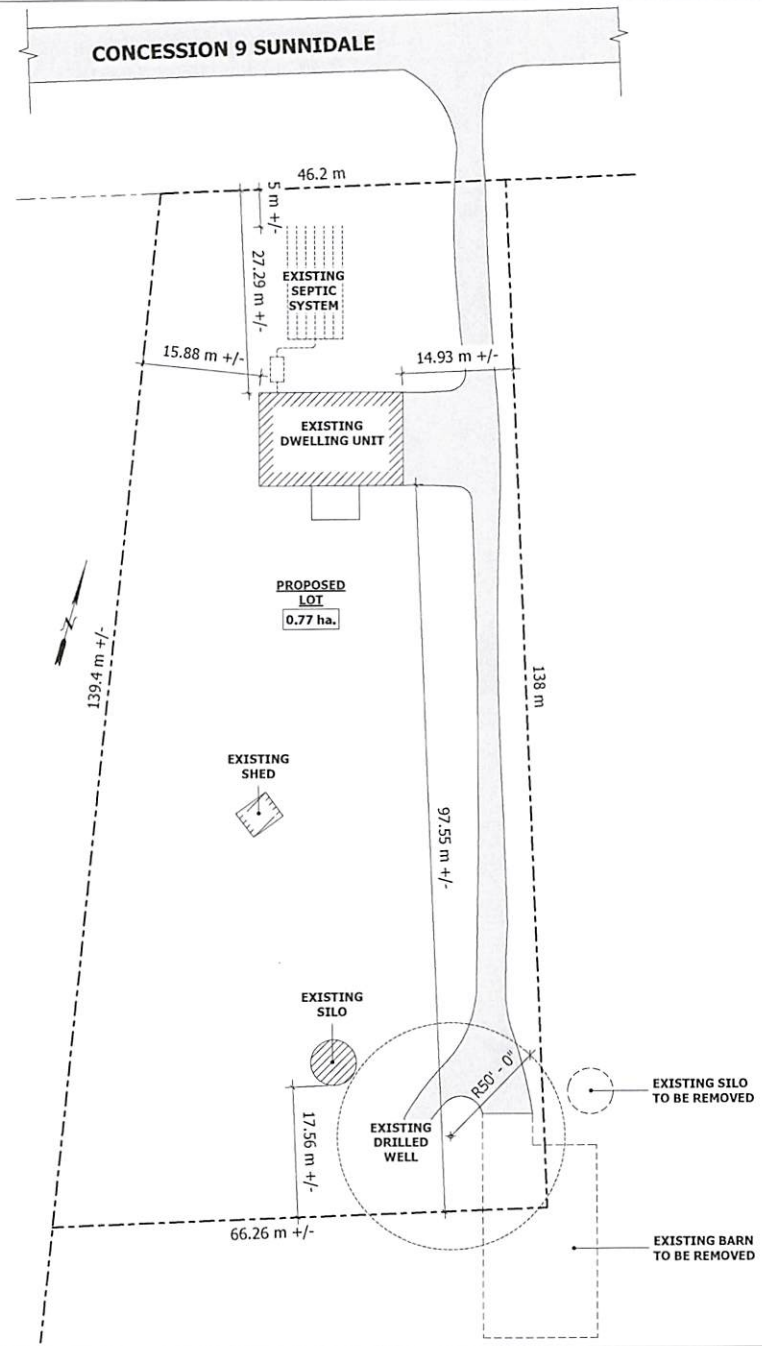 CONCESSION 9 SUNNIDALE
46.2 m
5 m +/-
27.29 m +/-
EXISTING
SEPTIC
SYSTEM
15.88 m +/-
14.93 m +/-
EXISTING
DWELLING UNIT
PROPOSED
LOT
0.77 ha.
N
139.4 m +/-
138 m
EXISTING
SHED
97.55 m +/-
EXISTING
SILO
R50' - 0"
EXISTING SILO
TO BE REMOVED
17.56 m +/-
EXISTING
DRILLED
WELL
66.26 m +/-
EXISTING BARN
TO BE REMOVED